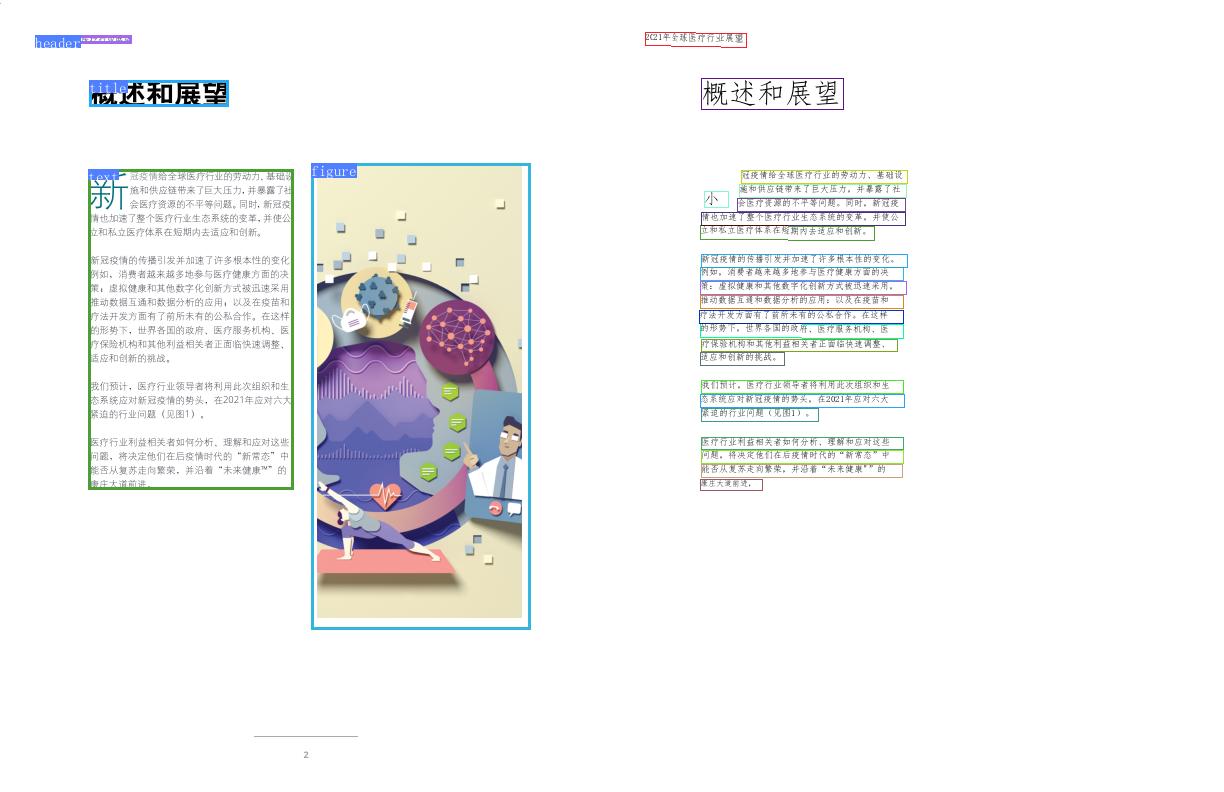 header
title
概述和展望
text
figure
新冠疫情给全球医疗行业的劳动力、基础设
施和供应链带来了巨大压力，并暴露了社
会医疗资源的不平等问题。同时，新冠疫
情也加速了整个医疗行业生态系统的变革，并使公
立和私立医疗体系在短期内去适应和创新。
新冠疫情的传播引发并加速了许多根本性的变化
例如，消费者越来越多地参与医疗健康方面的决
策；虚拟健康和其他数字化创新方式被迅速采用
推动数据互通和数据分析的应用；以及在疫苗和
疗法开发方面有了前所未有的公私合作。在这样
的形势下，世界各国的政府、医疗服务机构、医
疗保险机构和其他利益相关者正面临快速调整、
适应和创新的挑战。
我们预计，医疗行业领导者将利用此次组织和生
态系统应对新冠疫情的势头，在2021年应对六大
紧迫的行业问题（见图1）。
医疗行业利益相关者如何分析、理解和应对这些
问题，将决定他们在后疫情时代的“新常态”中
能否从复苏走向繁荣，并沿着“未来健康™”的
康庄大道前进。
2
2021年全球医疗行业展望
概述和展望
冠疫情给全球医疗行业的劳动力、基础设
施和供应链带来了巨大压力。并暴露了社
小
会医疗资源的不平等问题。同时。新冠疫
情也加速了整个医疗行业生态系统的变革。并使公
立和私立医疗体系在短期内去适应和创新。
新冠疫情的传播引发并加速了许多根本性的变化。
例如。消费者越来越多地参与医疗健康方面的决
策：虚拟健康和其他数字化创新方式被迅速采用。
推动数据互通和数据分析的应用：以及在疫苗和
疗法开发方面有了前所未有的公私合作。在这样
的形势下。世界各国的政府、医疗服务机构、医
疗保险机构和其他利益相关者正面临快速调整、
适应和创新的挑战。
我们预计。医疗行业领导者将利用此次组织和生
态系统应对新冠疫情的势头。在2021年应对六大
紧迫的行业问题（见图1）。
医疗行业利益相关者如何分析、理解和应对这些
问题。将决定他们在后疫情时代的“新常态”中
能否从复苏走向繁荣。并沿着“未来健康"”的
康庄大道前进。